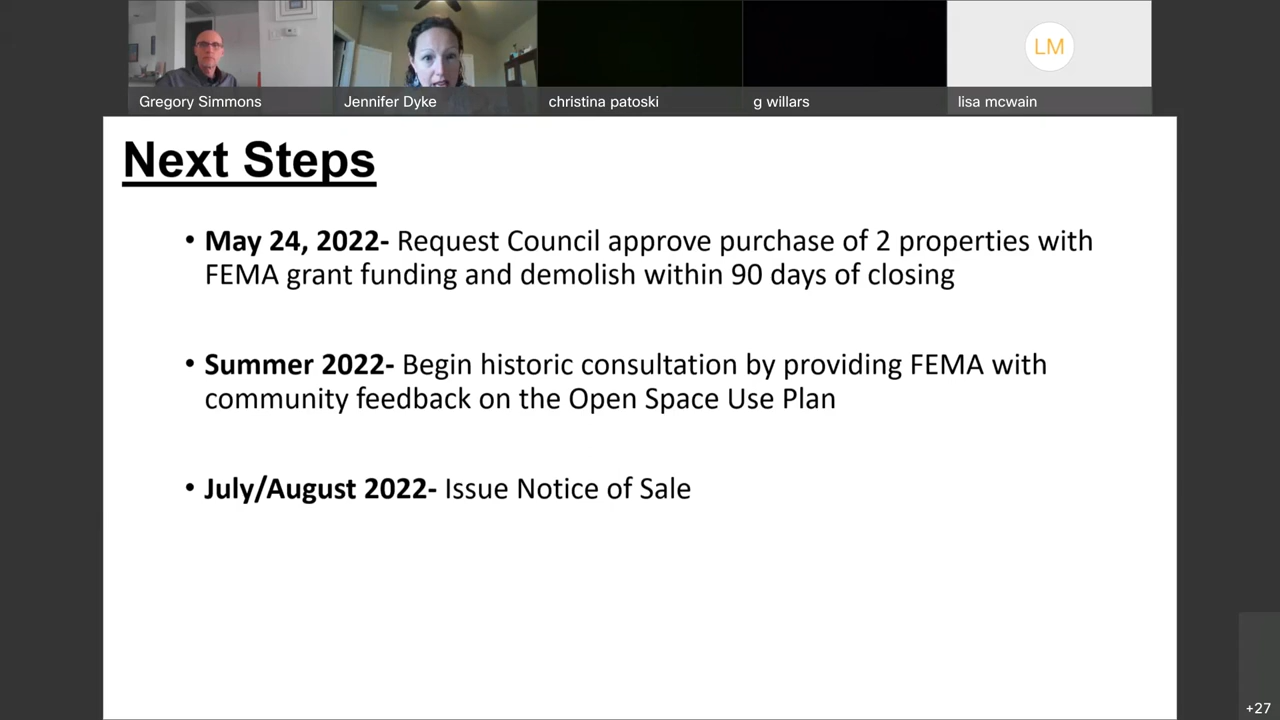 LM
Gregory Simmons
Jennifer Dyke
christina patoski
g willars
lisa mcwain
Next Steps
• May 24, 2022- Request Council approve purchase of 2 properties with
FEMA grant funding and demolish within 90 days of closing
• Summer 2022- Begin historic consultation by providing FEMA with
community feedback on the Open Space Use Plan
• July/August 2022- Issue Notice of Sale
+27